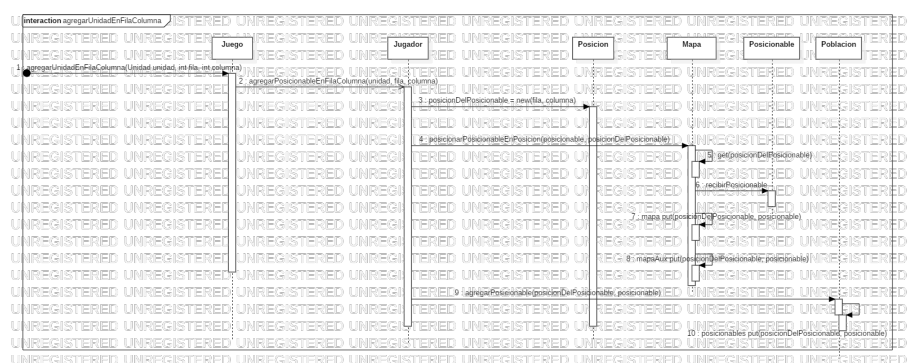 interaction agregarUnidadEnFilaColumna
Juego
Jugador
Posicion
Mapa
Posicionable
Poblacion
1 : agregarUnidadEnFilaColumna(Unidad unidad, int fila, int columna)
2 : agregarPosicionableEnFilaColumna(unidad, fila, columna)
3 : posicionDelPosicionable = new(fila, columna)
4 : posicionarPosicionableEnPosicion(posicionable, posicionDelPosicionable)
5 : get(posicionDelPosicionable)
6 : recibirPosicionable
7 : mapa.put(posicionDelPosicionable, posicionable)
8 : mapaAux.put(posicionDelPosicionable, posicionable)
9 : agregarPosicionable(posicionDelPosicionable, posicionable)
10 : posicionables.put(posicionDelPosicionable, posicionable)
UNREGISTERED